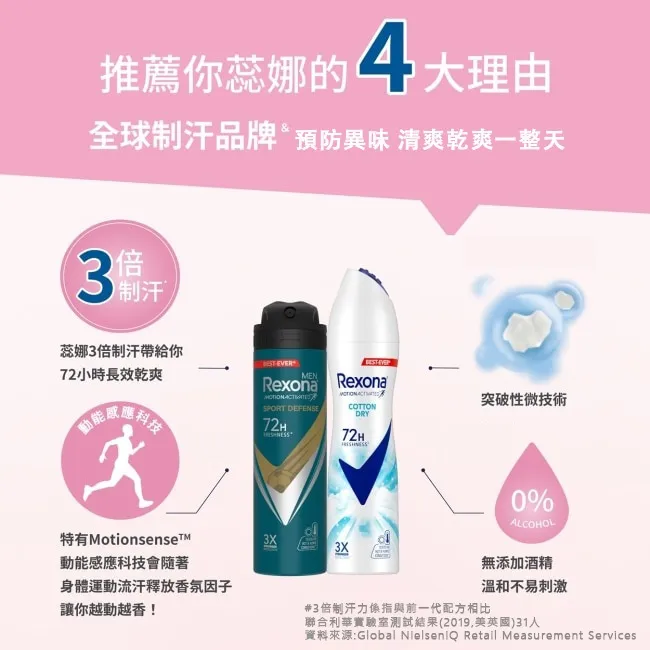 推薦你蕊娜的4大理由
全球制汗品牌& 預防異味 清爽乾爽一整天
3倍
制汗*
蕊娜3倍制汗帶給你
72小時長效乾爽
動能感應科技
特有Motionsense™
動能感應科技會隨著
身體運動流汗釋放香氛因子
讓你越動越香！
BEST-EVER*
MEN
Rexona
MOTIONACTIVATED
SPORT DEFENSE
72H
FRESHNESS*
3X
BEST-EVER*
Rexona
MOTIONACTIVATED
COTTON
DRY
72H
FRESHNESS*
3X
突破性微技術
0%
ALCOHOL
無添加酒精
溫和不易刺激
#3倍制汗力係指與前一代配方相比
聯合利華實驗室測試結果(2019,美英國)31人
資料來源:Global NielsenIQ Retail Measurement Services